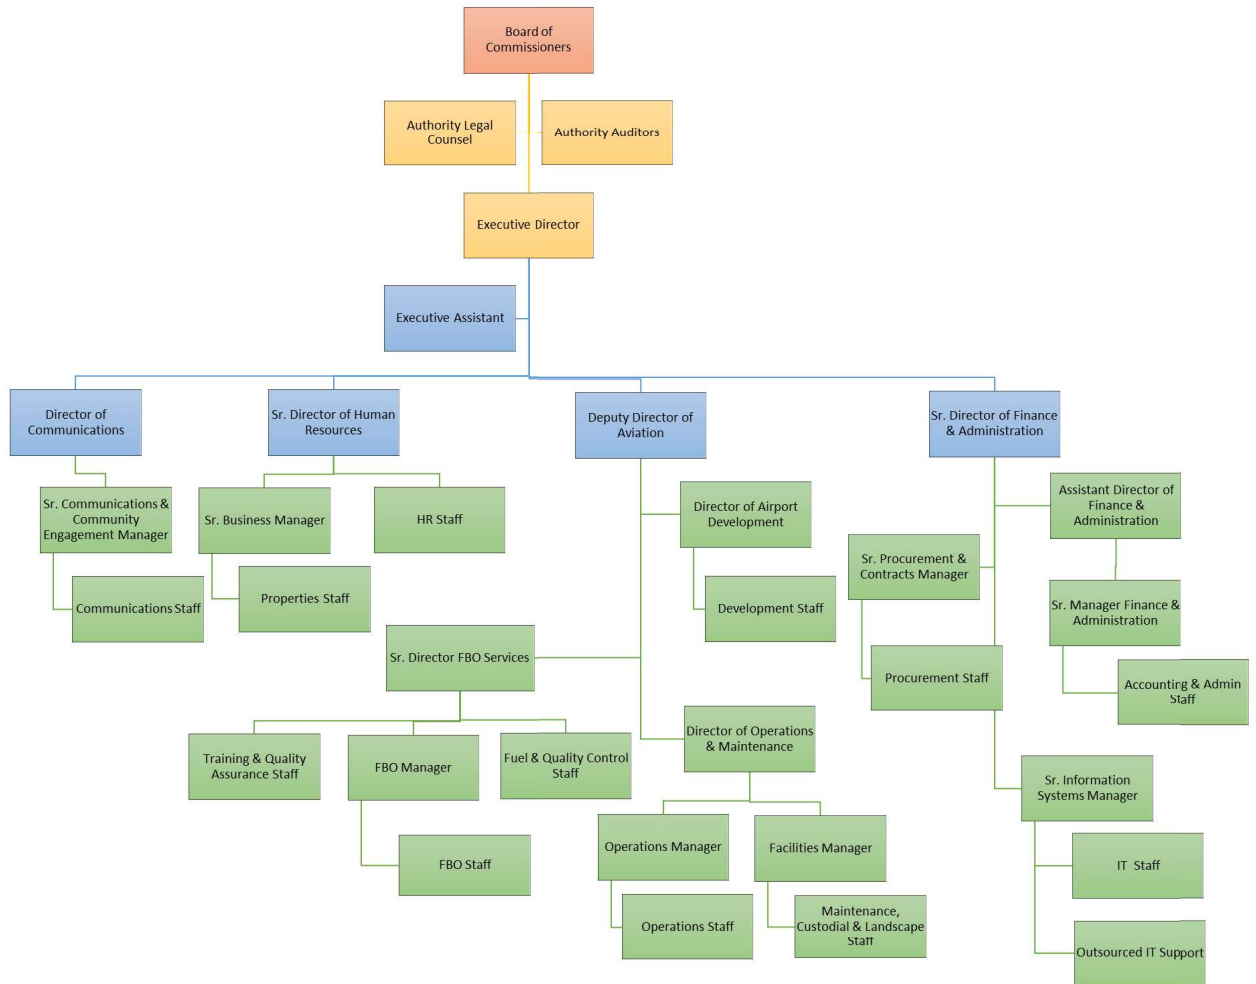 Board of
Commissioners
Authority Legal
Counsel
Authority Auditors
Executive Director
Executive Assistant
Director of
Communications
Sr. Director of Human
Resources
Deputy Director of
Aviation
Sr. Director of Finance
& Administration
Sr. Communications &
Community
Engagement Manager
Communications Staff
Sr. Business Manager
HR Staff
Properties Staff
Director of Airport
Development
Development Staff
Sr. Director FBO Services
Training & Quality
Assurance Staff
FBO Manager
Fuel & Quality Control
Staff
FBO Staff
Director of Operations
& Maintenance
Operations Manager
Operations Staff
Facilities Manager
Maintenance,
Custodial & Landscape
Staff
Assistant Director of
Finance &
Administration
Sr. Procurement &
Contracts Manager
Procurement Staff
Sr. Manager Finance &
Administration
Accounting & Admin
Staff
Sr. Information
Systems Manager
IT Staff
Outsourced IT Support